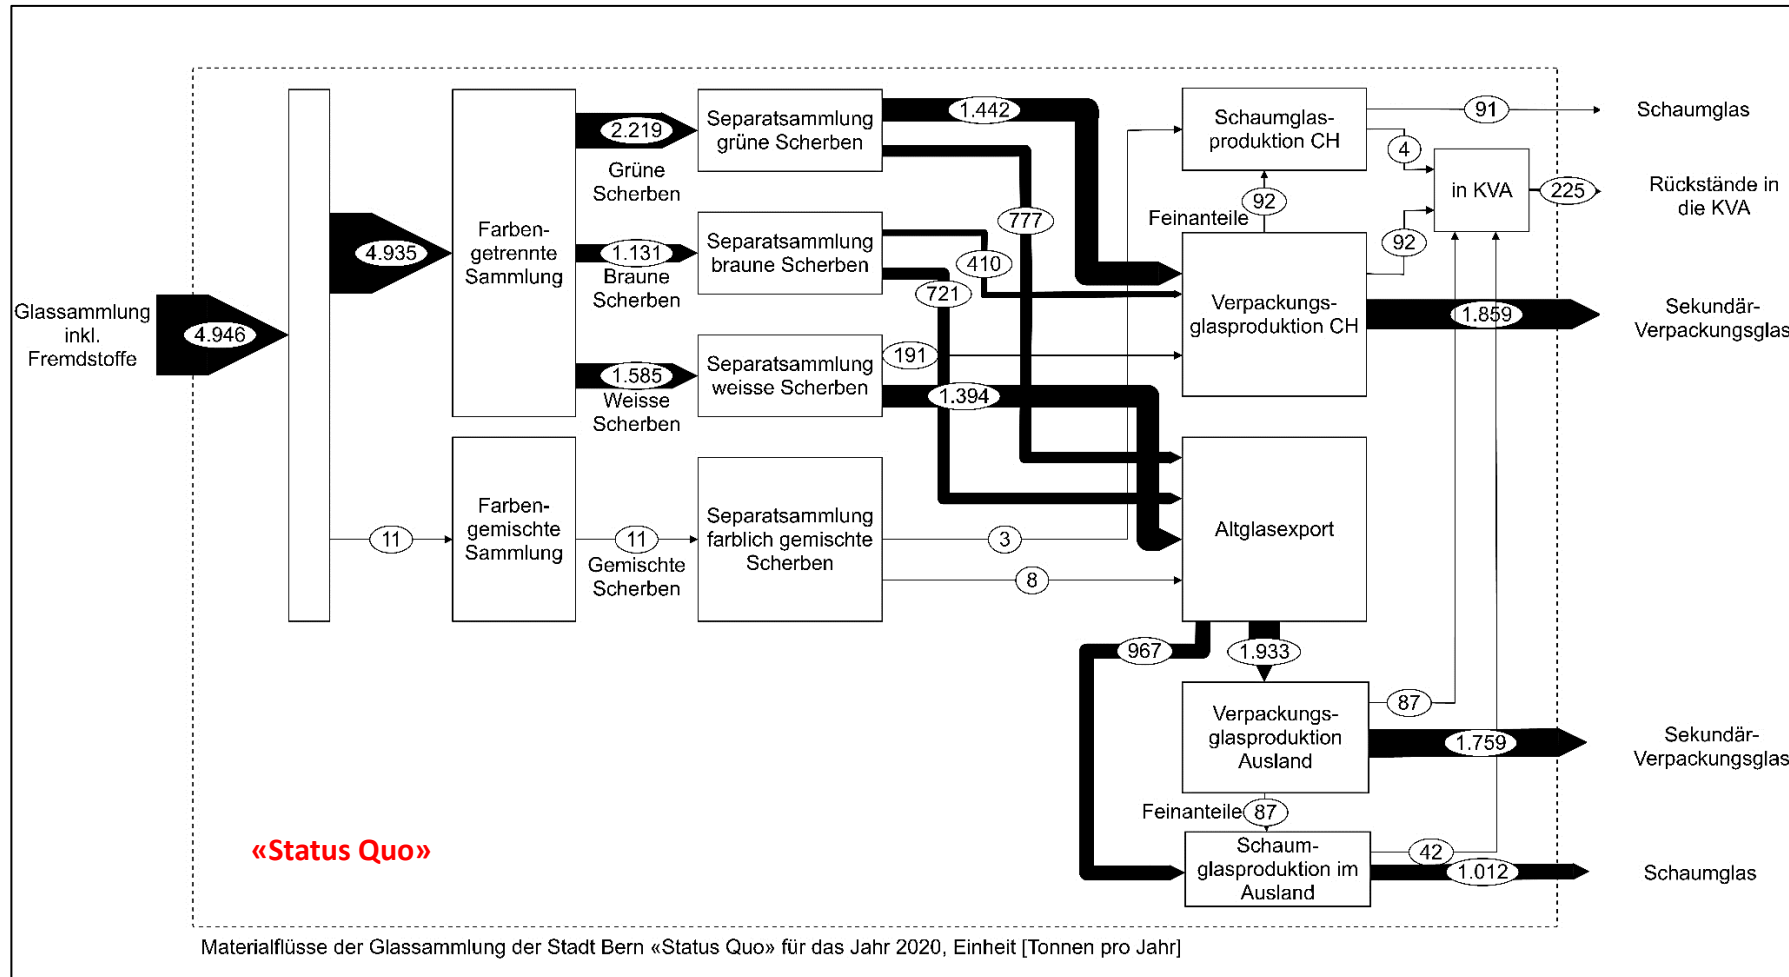 Glassammlung
inkl.
Fremdstoffe
4.946
4.935
11
Farben-
getrennte
Sammlung
Farben-
gemischte
Sammlung
2.219
Grüne
Scherben
1.131
Braune
Scherben
1.585
Weisse
Scherben
11
Gemischte
Scherben
Separatsammlung
grüne Scherben
Separatsammlung
braune Scherben
Separatsammlung
weisse Scherben
Separatsammlung
farblich gemischte
Scherben
1.442
777
410
721
191
1.394
3
8
Schaumglas-
produktion CH
Feinanteile
92
Verpackungs-
glasproduktion CH
Altglasexport
967
1.933
Verpackungs-
glasproduktion
Ausland
Feinanteile
87
Schaum-
glasproduktion im
Ausland
91
4
92
in KVA
225
1.859
87
1.759
42
1.012
Schaumglas
Rückstände in
die KVA
Sekundär-
Verpackungsglas
Sekundär-
Verpackungsglas
Schaumglas
«Status Quo»
Materialflüsse der Glassammlung der Stadt Bern «Status Quo» für das Jahr 2020, Einheit [Tonnen pro Jahr]